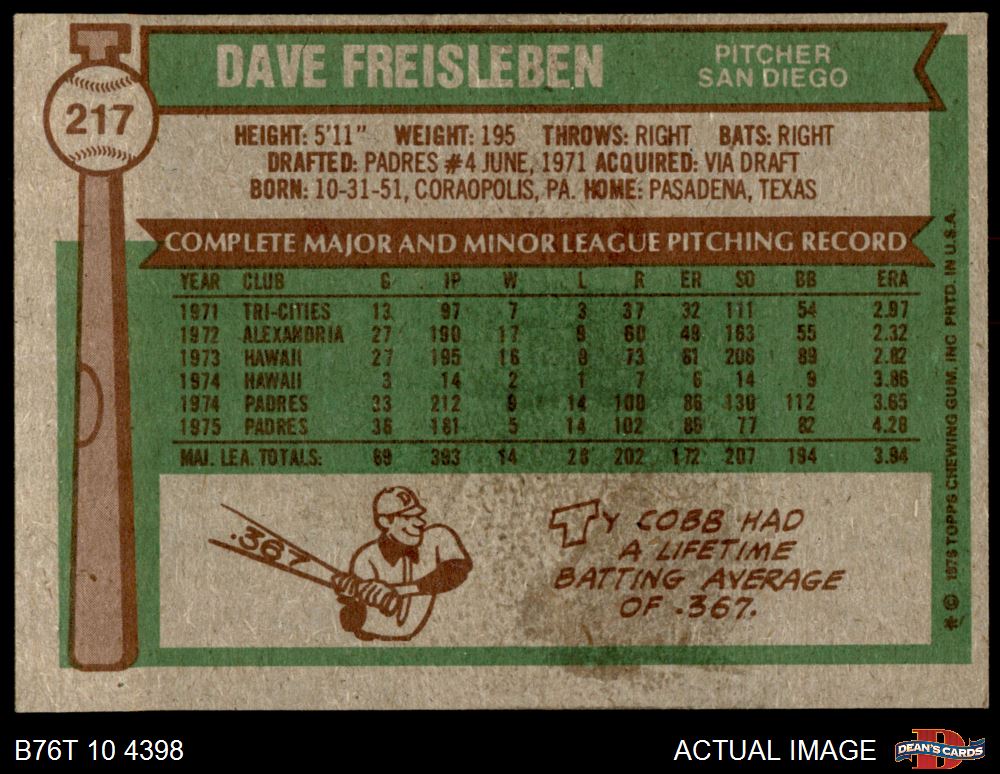 217
DAVE FREISLEBEN
PITCHER
SAN DIEGO
HEIGHT: 5'11" WEIGHT: 195 THROWS: RIGHT BATS: RIGHT
DRAFTED: PADRES #4 JUNE, 1971 ACQUIRED: VIA DRAFT
BORN: 10-31-51, CORAOPOLIS, PA. HOME: PASADENA, TEXAS
COMPLETE MAJOR AND MINOR LEAGUE PITCHING RECORD
YEAR CLUB G IP W L R ER SO BB ERA
1971 TRI-CITIES 13 97 7 3 37 32 111 54 2.97
1972 ALEXANDRIA 27 190 17 9 60 49 163 55 2.32
1973 HAWAII 27 195 16 9 73 61 206 89 2.82
1974 HAWAII 3 14 2 1 7 6 14 9 3.86
1974 PADRES 33 212 9 14 100 86 130 112 3.65
1975 PADRES 36 181 5 14 102 86 77 82 4.28
MAJ. LEA. TOTALS: 69 393 14 28 202 172 207 194 3.94
.367
TY COBB HAD
A LIFETIME
BATTING AVERAGE
OF .367.
* © 1976 TOPPS CHEWING GUM, INC PRTD. IN U.S.A.
B76T 10 4398
ACTUAL IMAGE
D
DEAN'S CARDS